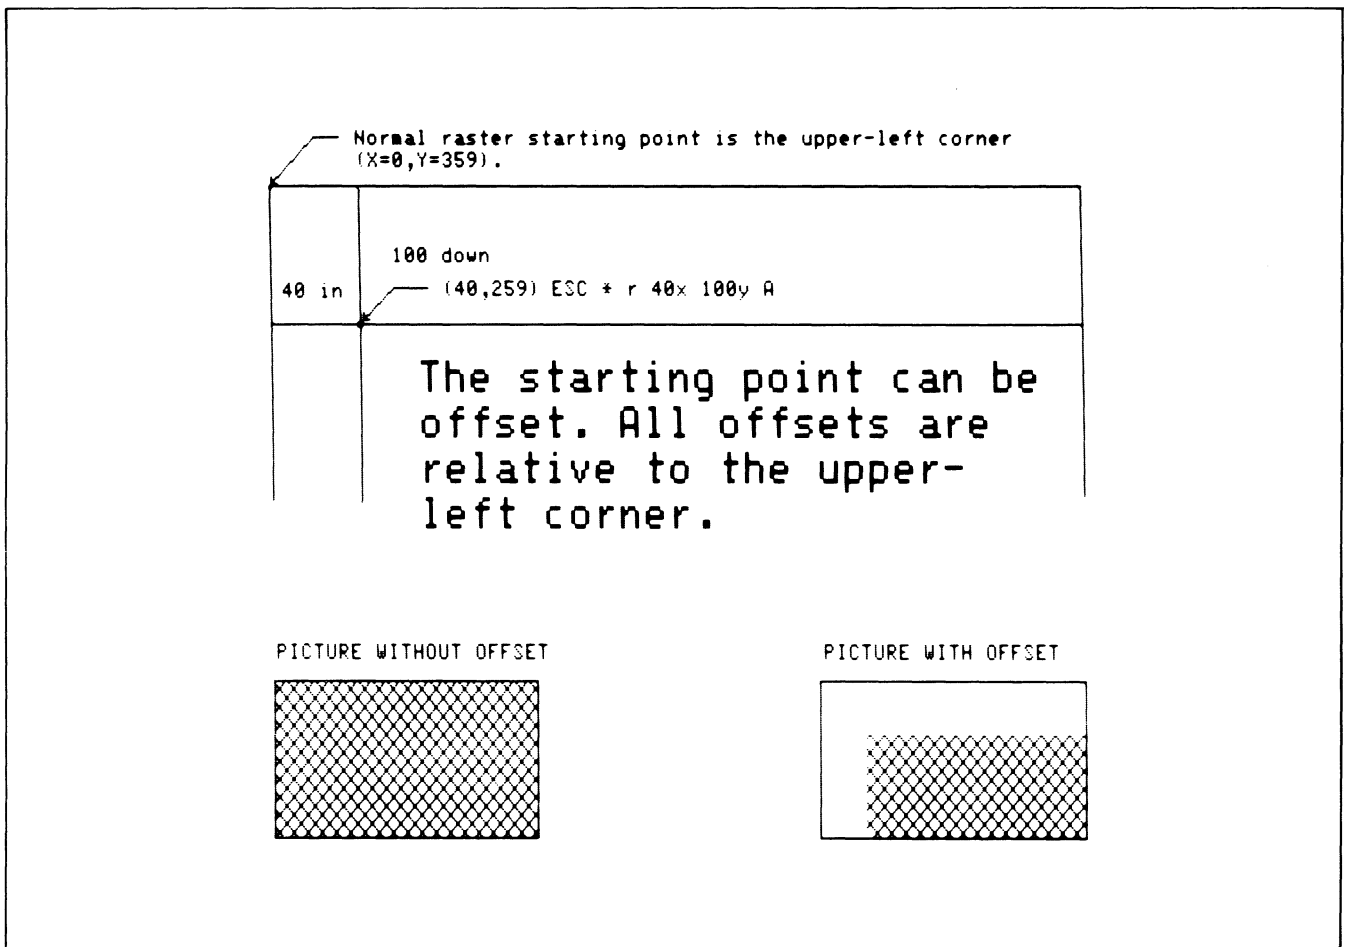 Normal raster starting point is the upper-left corner
(X=0,Y=359).
100 down
40 in
(40,259) ESC * r 40x 100y A
The starting point can be
offset. All offsets are
relative to the upper-
left corner.
PICTURE WITHOUT OFFSET
PICTURE WITH OFFSET